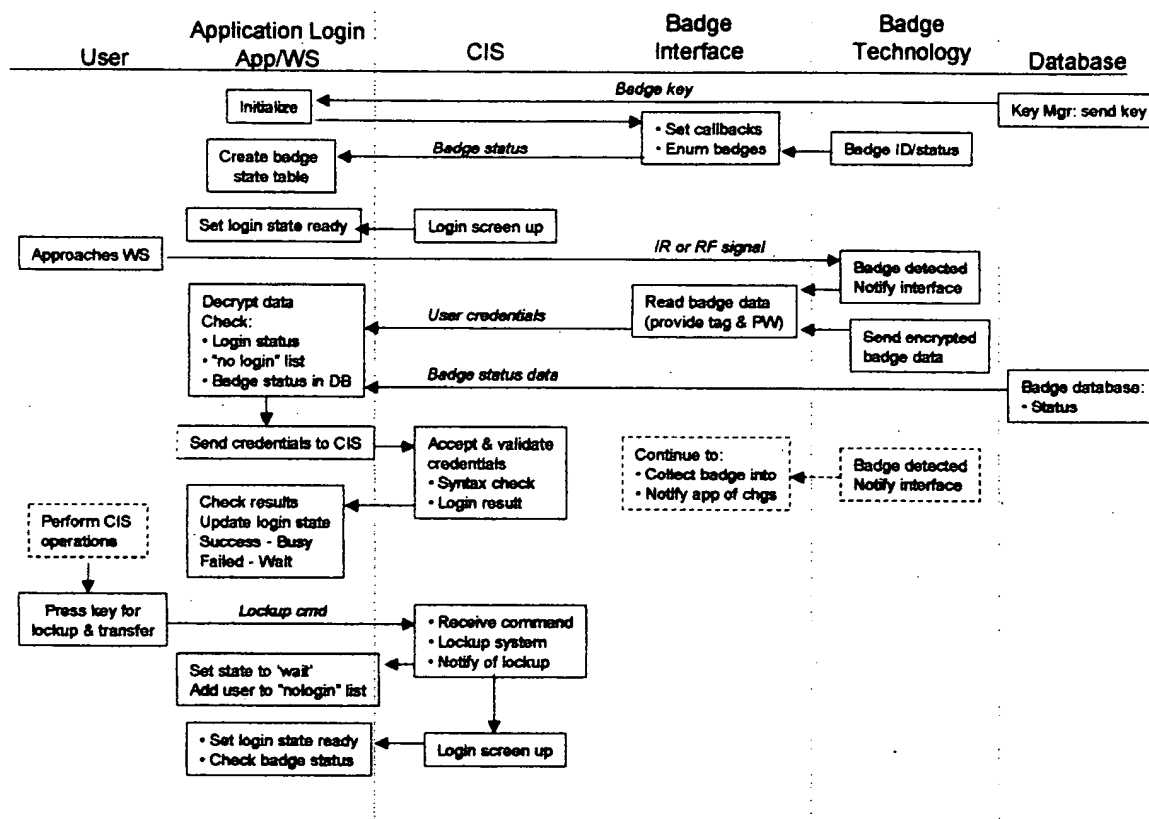 User
Application Login
App/WS
CIS
Badge
Interface
Badge
Technology
Database
Badge key
Initialize
Key Mgr: send key
• Set callbacks
• Enum badges
Badge ID/status
Badge status
Create badge
state table
Set login state ready
Login screen up
Approaches WS
IR or RF signal
Badge detected
Notify interface
Decrypt data
Check:
• Login status
• "no login" list
• Badge status in DB
User credentials
Read badge data
(provide tag & PW)
Send encrypted
badge data
Badge status data
Badge database:
• Status
Send credentials to CIS
Accept & validate
credentials
• Syntax check
• Login result
Continue to:
• Collect badge into
• Notify app of chgs
Badge detected
Notify interface
Check results
Update login state
Success - Busy
Failed - Wait
Perform CIS
operations
Press key for
lockup & transfer
Lockup cmd
• Receive command
• Lockup system
• Notify of lockup
Set state to 'wait'
Add user to "nologin" list
• Set login state ready
• Check badge status
Login screen up